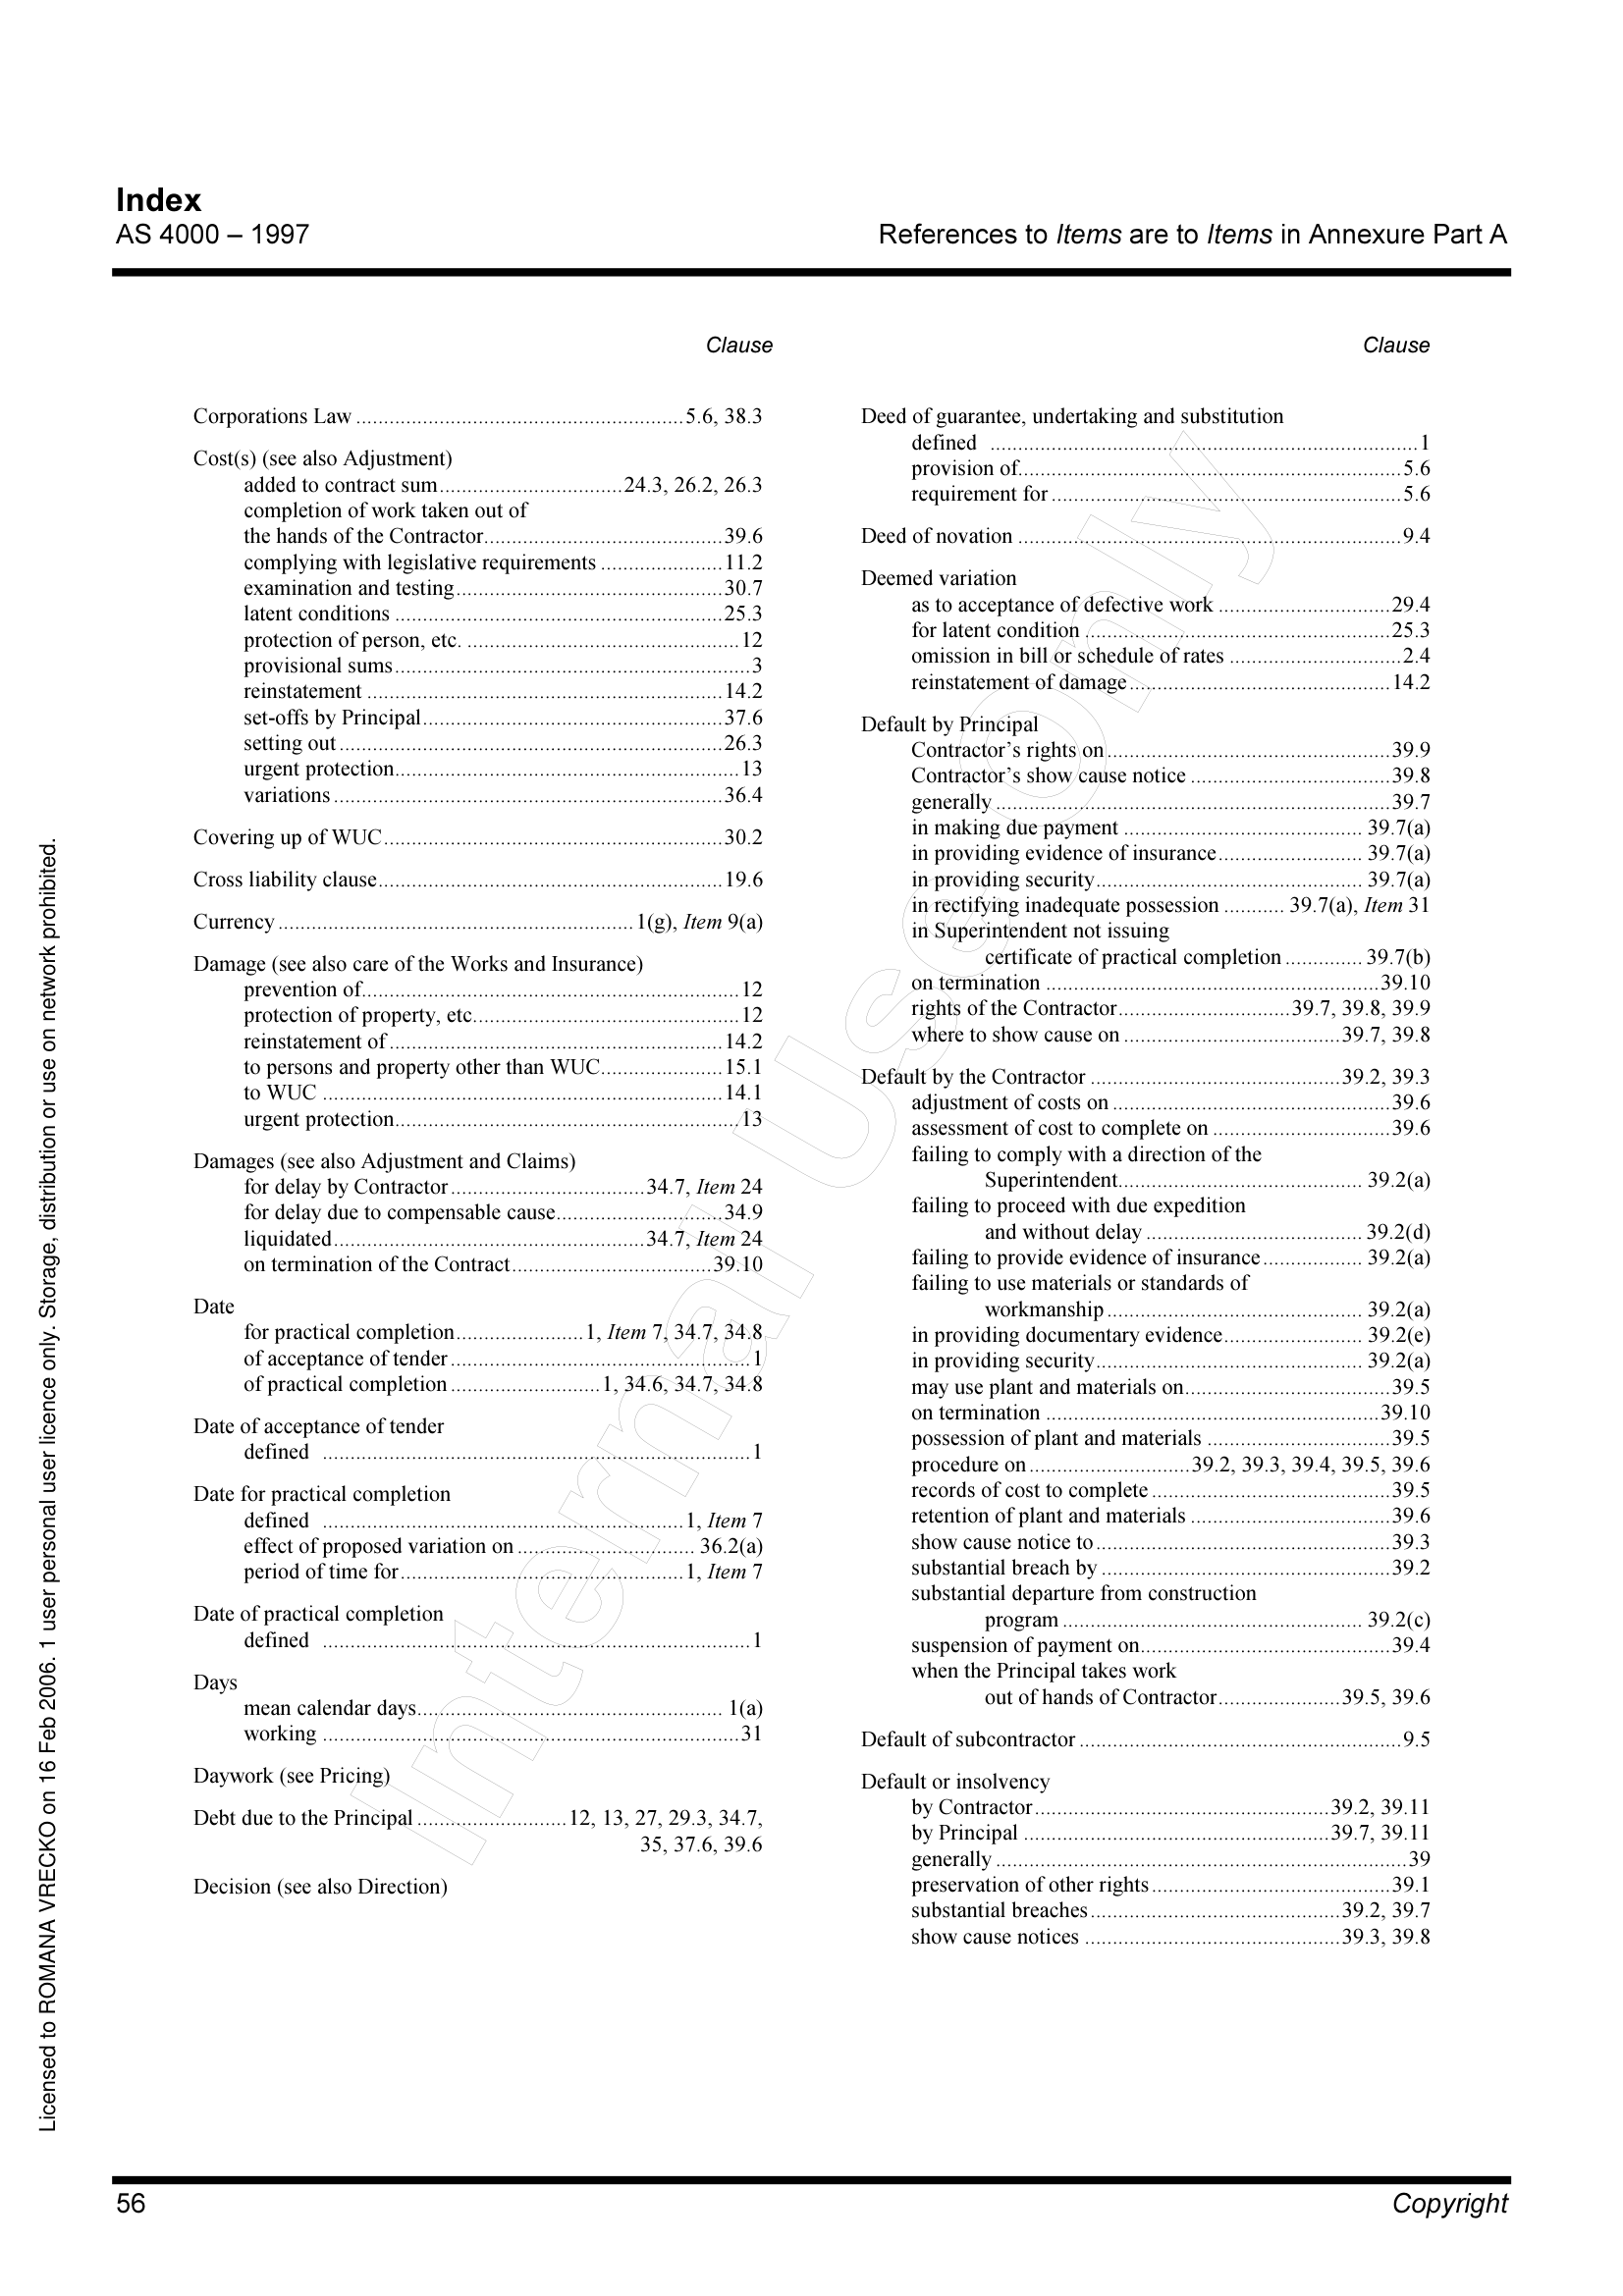 Index
AS 4000 – 1997
References to Items are to Items in Annexure Part A
Clause
Corporations Law ........ 5.6, 38.3
Cost(s) (see also Adjustment)
added to contract sum ........ 24.3, 26.2, 26.3
completion of work taken out of
the hands of the Contractor ........ 39.6
complying with legislative requirements ........ 11.2
examination and testing ........ 30.7
latent conditions ........ 25.3
protection of person, etc. ........ 12
provisional sums ........ 3
reinstatement ........ 14.2
set-offs by Principal ........ 37.6
setting out ........ 26.3
urgent protection ........ 13
variations ........ 36.4
Covering up of WUC ........ 30.2
Cross liability clause ........ 19.6
Currency ........ 1(g), Item 9(a)
Damage (see also care of the Works and Insurance)
prevention of ........ 12
protection of property, etc. ........ 12
reinstatement of ........ 14.2
to persons and property other than WUC ........ 15.1
to WUC ........ 14.1
urgent protection ........ 13
Damages (see also Adjustment and Claims)
for delay by Contractor ........ 34.7, Item 24
for delay due to compensable cause ........ 34.9
liquidated ........ 34.7, Item 24
on termination of the Contract ........ 39.10
Date
for practical completion ........ 1, Item 7, 34.7, 34.8
of acceptance of tender ........ 1
of practical completion ........ 1, 34.6, 34.7, 34.8
Date of acceptance of tender
defined ........ 1
Date for practical completion
defined ........ 1, Item 7
effect of proposed variation on ........ 36.2(a)
period of time for ........ 1, Item 7
Date of practical completion
defined ........ 1
Days
mean calendar days ........ 1(a)
working ........ 31
Daywork (see Pricing)
Debt due to the Principal ........ 12, 13, 27, 29.3, 34.7,
35, 37.6, 39.6
Decision (see also Direction)
Clause
Deed of guarantee, undertaking and substitution
defined ........ 1
provision of ........ 5.6
requirement for ........ 5.6
Deed of novation ........ 9.4
Deemed variation
as to acceptance of defective work ........ 29.4
for latent condition ........ 25.3
omission in bill or schedule of rates ........ 2.4
reinstatement of damage ........ 14.2
Default by Principal
Contractor’s rights on ........ 39.9
Contractor’s show cause notice ........ 39.8
generally ........ 39.7
in making due payment ........ 39.7(a)
in providing evidence of insurance ........ 39.7(a)
in providing security ........ 39.7(a)
in rectifying inadequate possession ........ 39.7(a), Item 31
in Superintendent not issuing
certificate of practical completion ........ 39.7(b)
on termination ........ 39.10
rights of the Contractor ........ 39.7, 39.8, 39.9
where to show cause on ........ 39.7, 39.8
Default by the Contractor ........ 39.2, 39.3
adjustment of costs on ........ 39.6
assessment of cost to complete on ........ 39.6
failing to comply with a direction of the
Superintendent ........ 39.2(a)
failing to proceed with due expedition
and without delay ........ 39.2(d)
failing to provide evidence of insurance ........ 39.2(a)
failing to use materials or standards of
workmanship ........ 39.2(a)
in providing documentary evidence ........ 39.2(e)
in providing security ........ 39.2(a)
may use plant and materials on ........ 39.5
on termination ........ 39.10
possession of plant and materials ........ 39.5
procedure on ........ 39.2, 39.3, 39.4, 39.5, 39.6
records of cost to complete ........ 39.5
retention of plant and materials ........ 39.6
show cause notice to ........ 39.3
substantial breach by ........ 39.2
substantial departure from construction
program ........ 39.2(c)
suspension of payment on ........ 39.4
when the Principal takes work
out of hands of Contractor ........ 39.5, 39.6
Default of subcontractor ........ 9.5
Default or insolvency
by Contractor ........ 39.2, 39.11
by Principal ........ 39.7, 39.11
generally ........ 39
preservation of other rights ........ 39.1
substantial breaches ........ 39.2, 39.7
show cause notices ........ 39.3, 39.8
Internal Use Only
Licensed to ROMANA VRECKO on 16 Feb 2006. 1 user personal user licence only. Storage, distribution or use on network prohibited.
56
Copyright